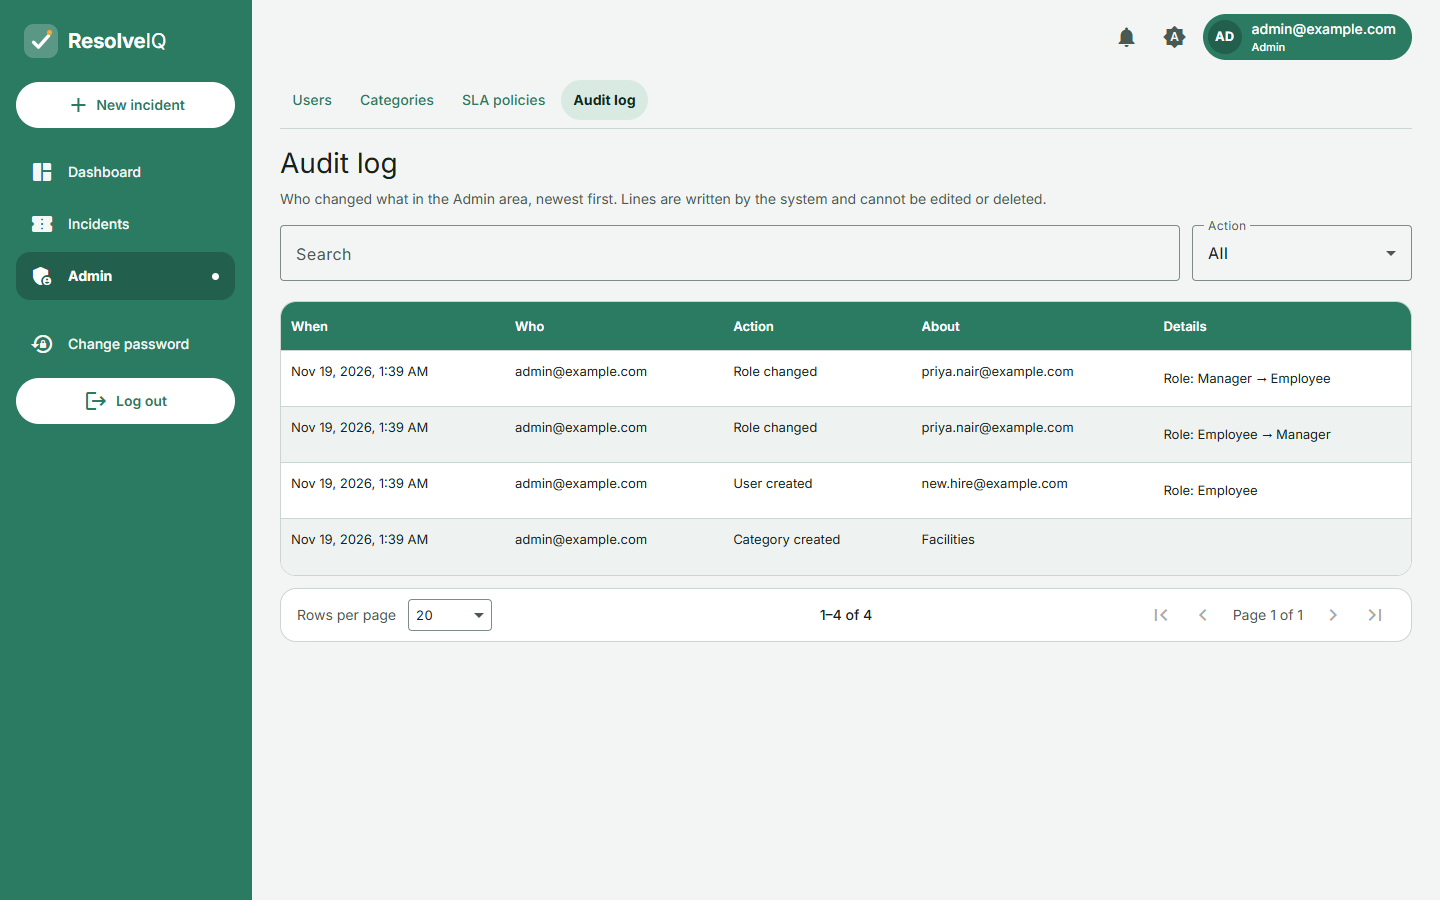 ResolveIQ
New incident
Dashboard
Incidents
Admin
Change password
Log out
A
AD
admin@example.com
Admin
Users Categories SLA policies Audit log
Audit log
Who changed what in the Admin area, newest first. Lines are written by the system and cannot be edited or deleted.
Search
Action
All
When Who Action About Details
Nov 19, 2026, 1:39 AM admin@example.com Role changed priya.nair@example.com Role: Manager → Employee
Nov 19, 2026, 1:39 AM admin@example.com Role changed priya.nair@example.com Role: Employee → Manager
Nov 19, 2026, 1:39 AM admin@example.com User created new.hire@example.com Role: Employee
Nov 19, 2026, 1:39 AM admin@example.com Category created Facilities
Rows per page 20 1–4 of 4 Page 1 of 1